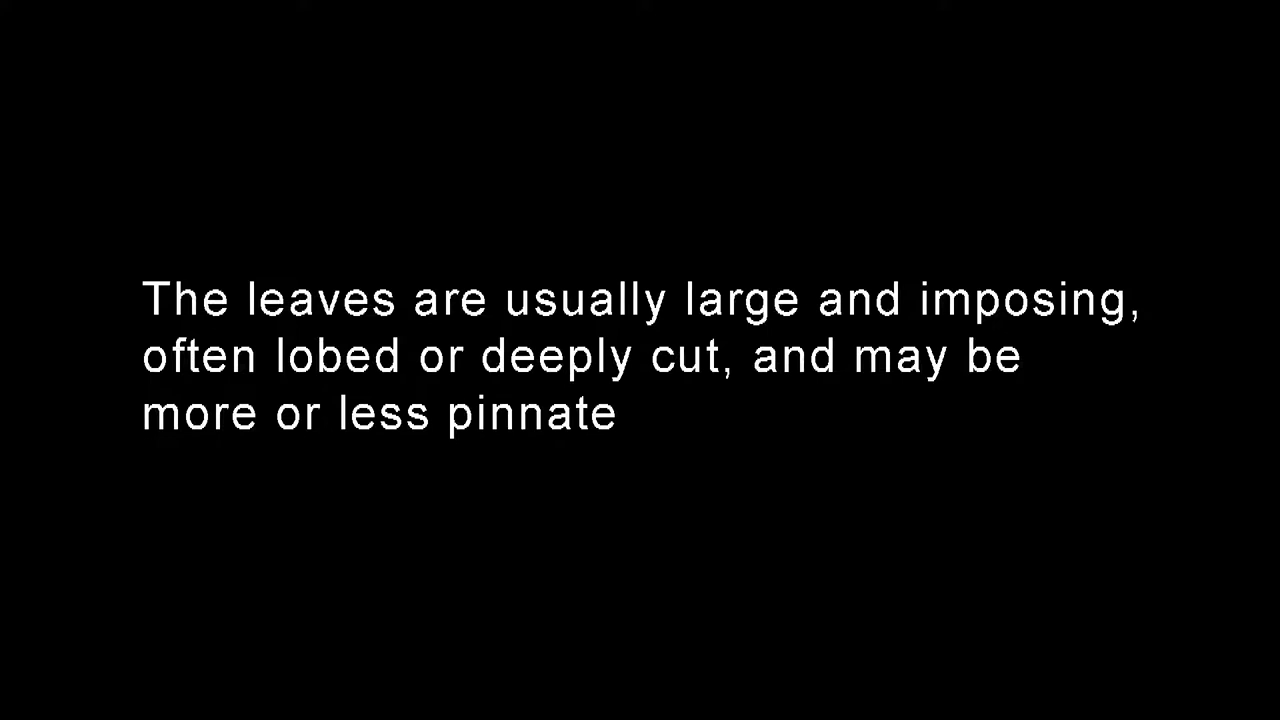 The leaves are usually large and imposing,
often lobed or deeply cut, and may be
more or less pinnate